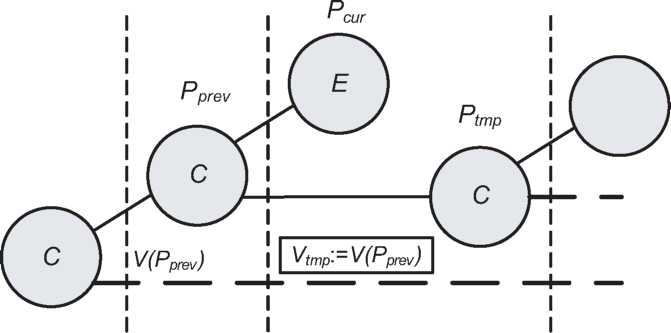 P_cur
E
P_prev
P_tmp
C
C
C
V(P_prev)
V_tmp:=V(P_prev)